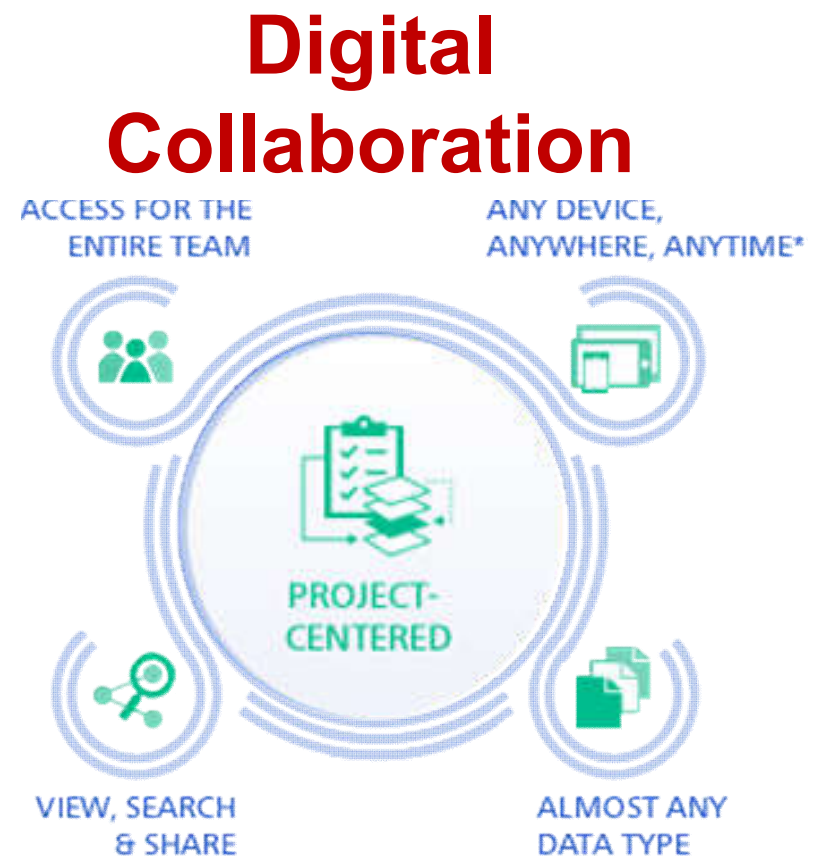 Digital
Collaboration
ACCESS FOR THE
ENTIRE TEAM
ANY DEVICE,
ANYWHERE, ANYTIME*
PROJECT-
CENTERED
VIEW, SEARCH
& SHARE
ALMOST ANY
DATA TYPE